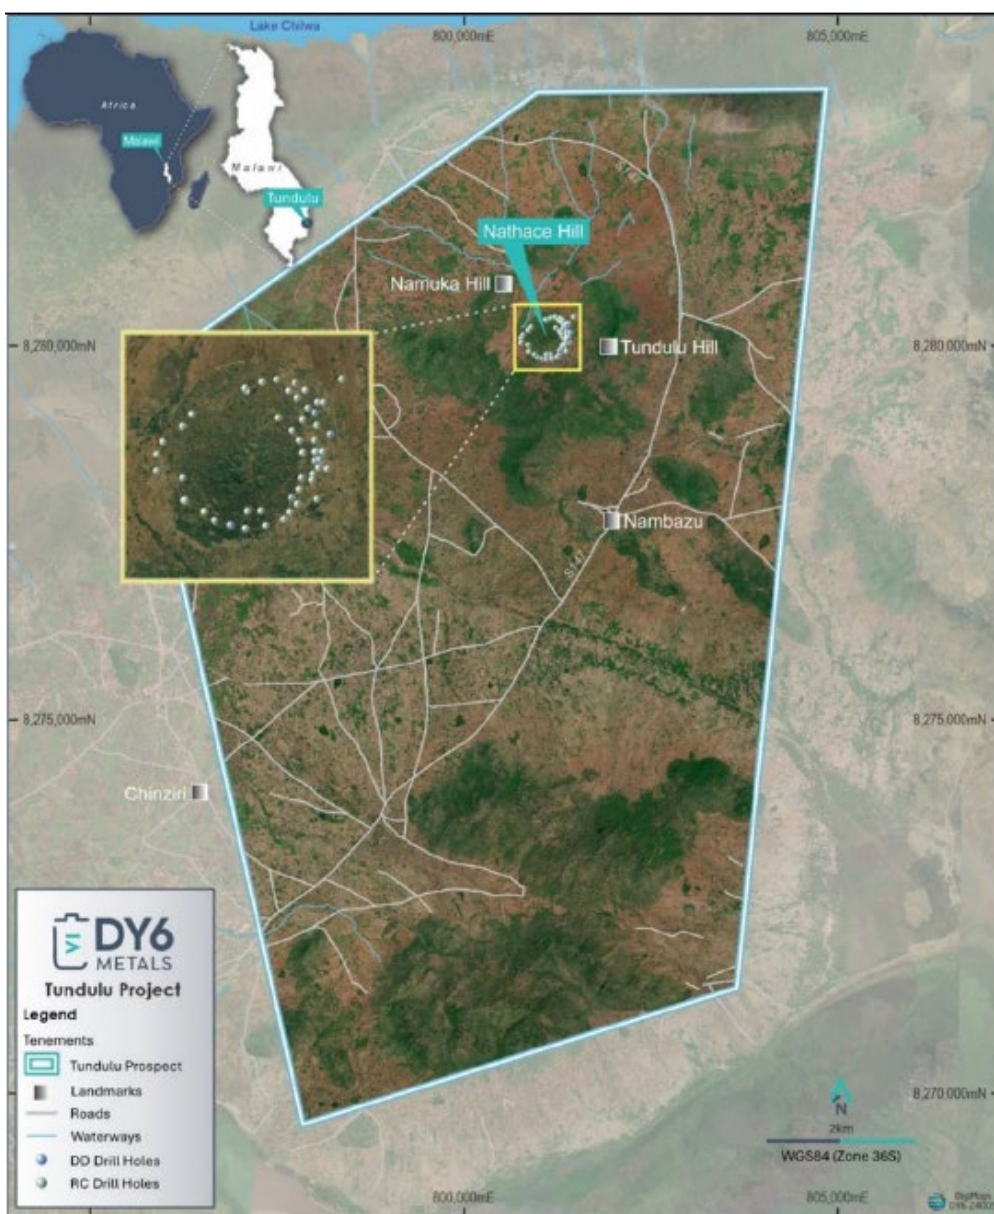 Lake Chilwa
800,000mE
805,000mE
Africa
Malawi
Malawi
Tundulu
S147
Nathace Hill
Namuka Hill
8,280,000mN
Tundulu Hill
8,280,000mN
Nambazu
S147
8,275,000mN
8,275,000mN
Chinziri
DY6
METALS
Tundulu Project
Legend
Tenements
Tundulu Prospect
Landmarks
Roads
Waterways
DD Drill Holes
RC Drill Holes
8,270,000mN
N
2km
WGS84 (Zone 36S)
800,000mE
805,000mE
DigiMaps